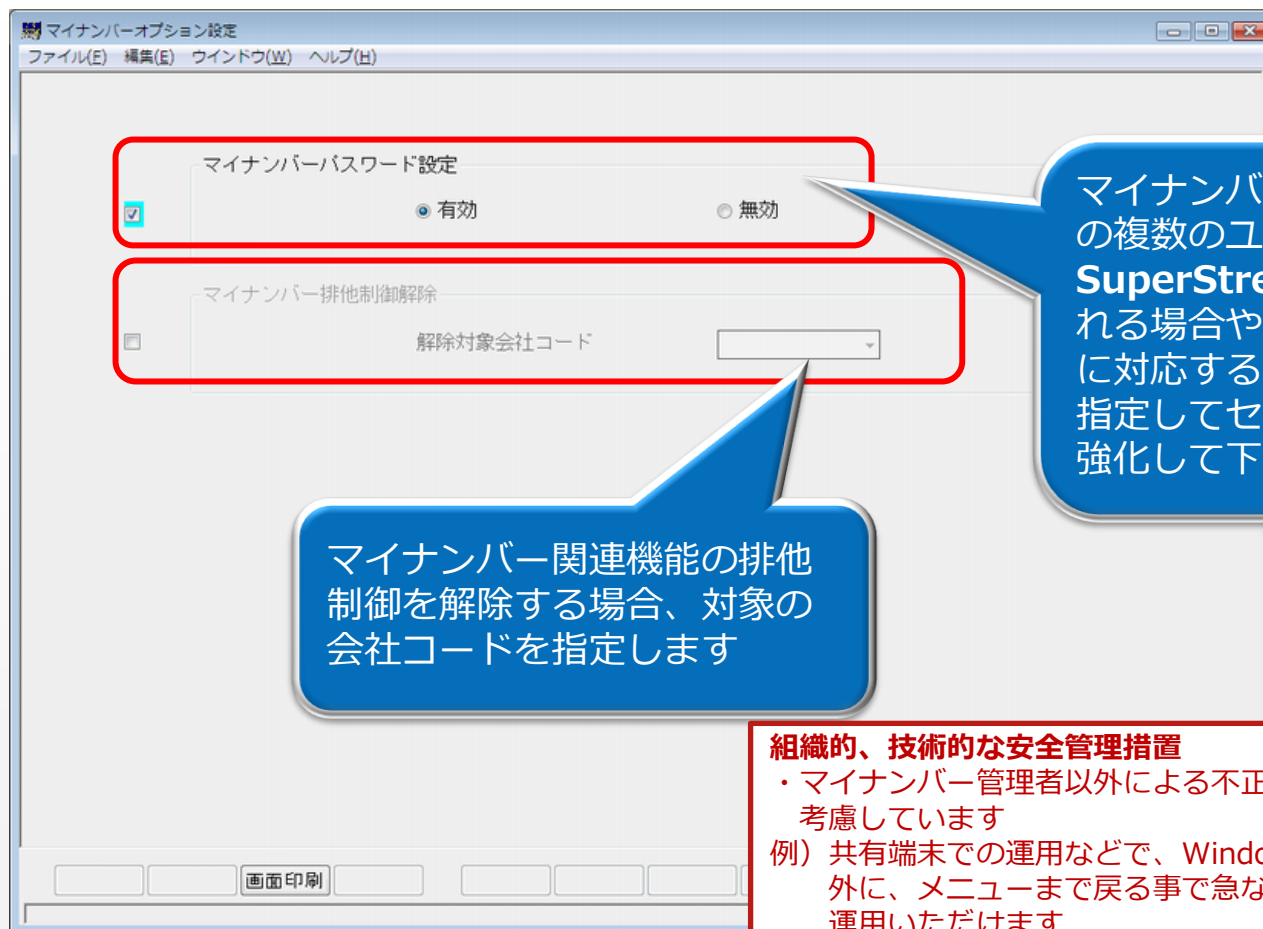 マイナンバーオプション設定
ファイル(F) 編集(E) ウインドウ(W) ヘルプ(H)
マイナンバーパスワード設定
有効
無効
マイナンバー排他制御解除
解除対象会社コード
マイナンバ
の複数のユ
SuperStre
れる場合や
に対応する
指定してセ
強化して下
マイナンバー関連機能の排他
制御を解除する場合、対象の
会社コードを指定します
組織的、技術的な安全管理措置
・マイナンバー管理者以外による不正
考慮しています
例）共有端末での運用などで、Windo
外に、メニューまで戻る事で急な
運用いただけます
画面印刷